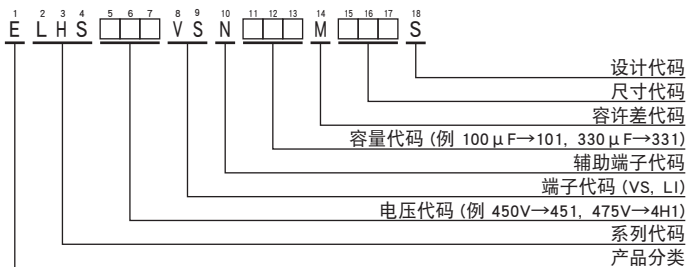 1 2 3 4 5 6 7 8 9 10 11 12 13 14 15 16 17 18
E L H S □□□ V S N □□□ M □□□ S
设计代码
尺寸代码
容许差代码
容量代码 (例 100μF→101, 330μF→331)
辅助端子代码
端子代码 (VS, LI)
电压代码 (例 450V→451, 475V→4H1)
系列代码
产品分类